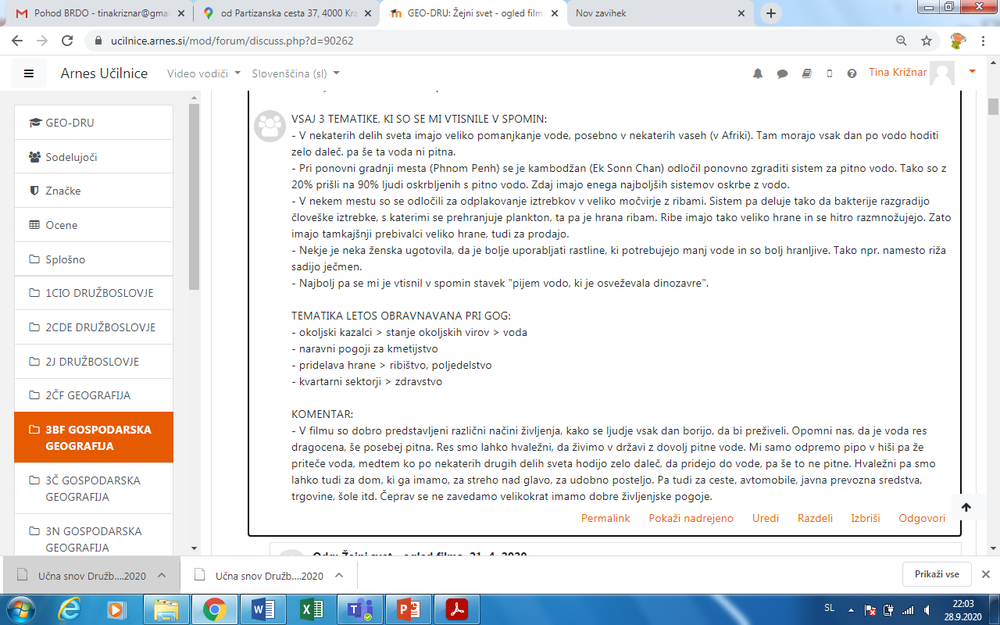 Pohod BRDO - tinakriznar@gmai
od Partizanska cesta 37, 4000 Kra
GEO-DRU: Žejni svet - ogled film
Nov zavihek
ucilnice.arnes.si/mod/forum/discuss.php?d=90262
Arnes Učilnice
Video vodiči
Slovenščina (sl)
Tina Križnar
GEO-DRU
Sodelujoči
Značke
Ocene
Splošno
1CIO DRUŽBOSLOVJE
2CDE DRUŽBOSLOVJE
2J DRUŽBOSLOVJE
2ČF GEOGRAFIJA
3BF GOSPODARSKA
GEOGRAFIJA
3Č GOSPODARSKA
GEOGRAFIJA
3N GOSPODARSKA
GEOGRAFIJA
VSAJ 3 TEMATIKE, KI SO SE MI VTISNILE V SPOMIN:
- V nekaterih delih sveta imajo veliko pomanjkanje vode, posebno v nekaterih vaseh (v Afriki). Tam morajo vsak dan po vodo hoditi
zelo daleč. pa še ta voda ni pitna.
- Pri ponovni gradnji mesta (Phnom Penh) se je kambodžan (Ek Sonn Chan) odločil ponovno zgraditi sistem za pitno vodo. Tako so z
20% prišli na 90% ljudi oskrbljenih s pitno vodo. Zdaj imajo enega najboljših sistemov oskrbe z vodo.
- V nekem mestu so se odločili za odplakovanje iztrebkov v veliko močvirje z ribami. Sistem pa deluje tako da bakterije razgradijo
človeške iztrebke, s katerimi se prehranjuje plankton, ta pa je hrana ribam. Ribe imajo tako veliko hrane in se hitro razmnožujejo. Zato
imajo tamkajšnji prebivalci veliko hrane, tudi za prodajo.
- Nekje je neka ženska ugotovila, da je bolje uporabljati rastline, ki potrebujejo manj vode in so bolj hranljive. Tako npr. namesto riža
sadijo ječmen.
- Najbolj pa se mi je vtisnil v spomin stavek "pijem vodo, ki je osveževala dinozavre".
TEMATIKA LETOS OBRAVNAVANA PRI GOG:
- okoljski kazalci > stanje okoljskih virov > voda
- naravni pogoji za kmetijstvo
- pridelava hrane > ribištvo, poljedelstvo
- kvartarni sektorji > zdravstvo
KOMENTAR:
- V filmu so dobro predstavljeni različni načini življenja, kako se ljudje vsak dan borijo, da bi preživeli. Opomni nas, da je voda res
dragocena, še posebej pitna. Res smo lahko hvaležni, da živimo v državi z dovolj pitne vode. Mi samo odpremo pipo v hiši pa že
priteče voda, medtem ko po nekaterih drugih delih sveta hodijo zelo daleč, da pridejo do vode, pa še to ne pitne. Hvaležni pa smo
lahko tudi za dom, ki ga imamo, za streho nad glavo, za udobno posteljo. Pa tudi za ceste, avtomobile, javna prevozna sredstva,
trgovine, šole itd. Čeprav se ne zavedamo velikokrat imamo dobre življenjske pogoje.
Permalink Pokaži nadrejeno Uredi Razdeli Izbriši Odgovori
Odg: Žejni svet - ogled filma, 21. 4. 2020
Učna snov Družb....2020
Učna snov Družb....2020
Prikaži vse
SL
22:03
28.9.2020